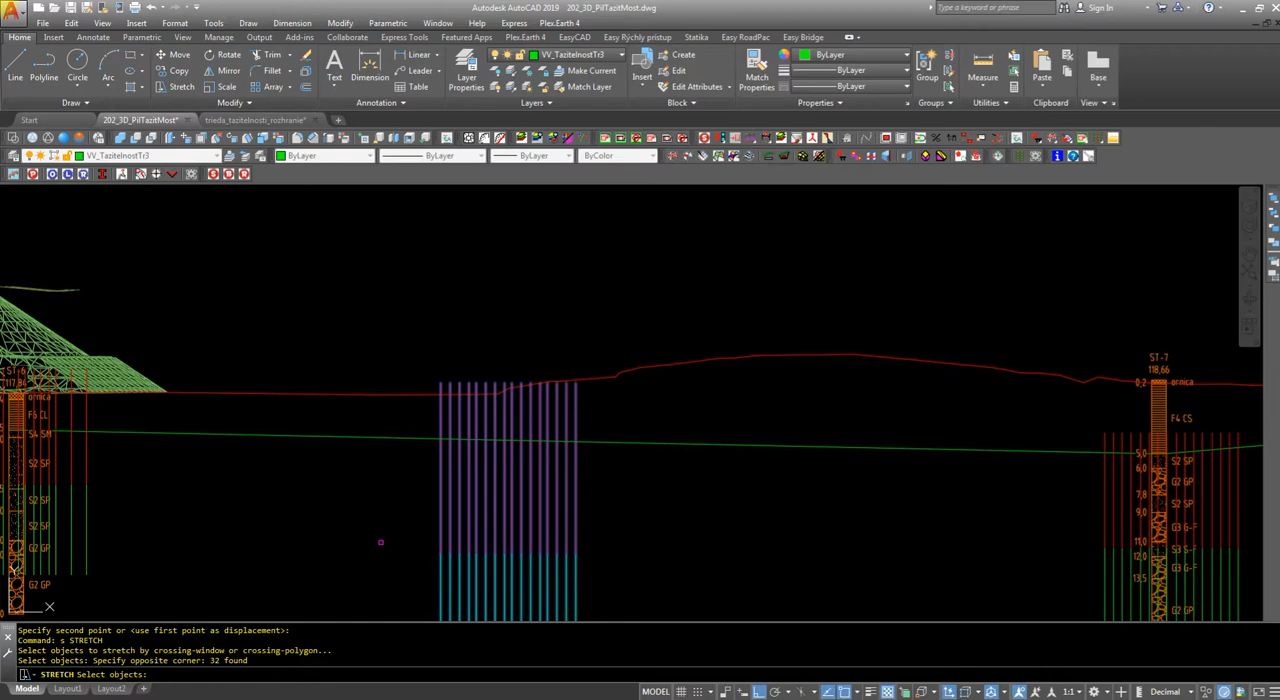 Autodesk AutoCAD 2019   202_3D_PilTazitMost.dwg
Type a keyword or phrase
Sign In
File Edit View Insert Format Tools Draw Dimension Modify Parametric Window Help Express Plex.Earth 4
Home Insert Annotate Parametric View Manage Output Add-ins Collaborate Express Tools Featured Apps Plex.Earth 4 EasyCAD Easy Rýchly pristup Statika Easy RoadPac Easy Bridge
Line Polyline Circle Arc
Move Rotate Trim
Copy Mirror Fillet
Stretch Scale Array
Text Dimension
Linear
Leader
Table
Layer Properties
VV_TazitelnostTr3
Make Current
Match Layer
Insert
Create
Edit
Edit Attributes
Match Properties
ByLayer
ByLayer
ByLayer
Group
Measure
Paste
Base
Draw Modify Annotation Layers Block Properties Groups Utilities Clipboard View
Start 202_3D_PilTazitMost* trieda_tazitelnosti_rozhranie*
VV_TazitelnostTr3 ByLayer ByLayer ByLayer ByColor
ST-6
117,84
ornica
F6 CL
S4 SM
S2 SP
S2 SP
S2 SP
G2 GP
G2 GP
ST-7
118,66
0,2 ornica
F4 CS
5,0 S2 SP
6,0
G2 GP
7,8
S2 SP
9,0
G3 G-F
11,0
S3 S-F
12,0
G3 G-F
13,5
G2 GP
X
Specify second point or <use first point as displacement>:
Command: s STRETCH
Select objects to stretch by crossing-window or crossing-polygon...
Select objects: Specify opposite corner: 32 found
STRETCH Select objects:
Model Layout1 Layout2 +
MODEL 1:1 Decimal